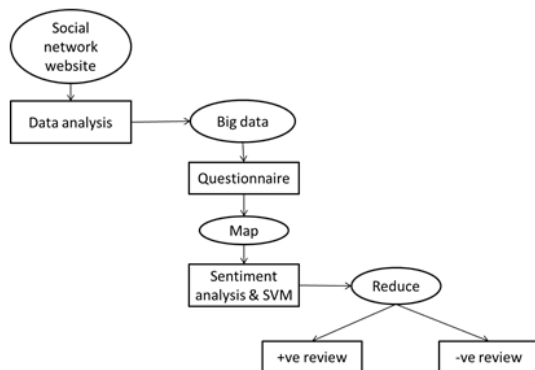 Social
network
website
Data analysis
Big data
Questionnaire
Map
Sentiment
analysis & SVM
Reduce
+ve review
-ve review